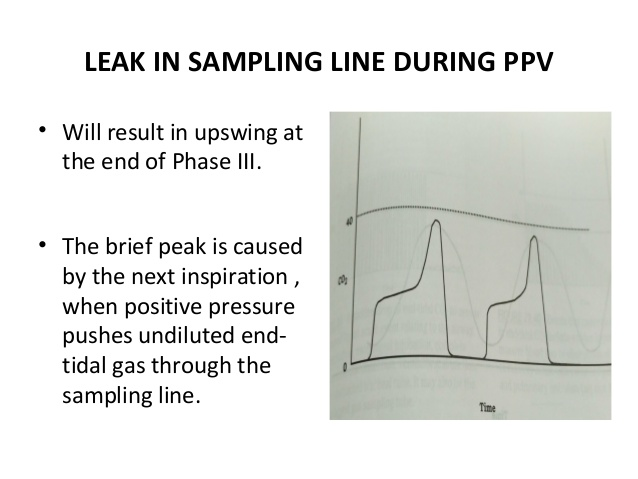 LEAK IN SAMPLING LINE DURING PPV
• Will result in upswing at
the end of Phase III.
• The brief peak is caused
by the next inspiration ,
when positive pressure
pushes undiluted end-
tidal gas through the
sampling line.
40
0
Time